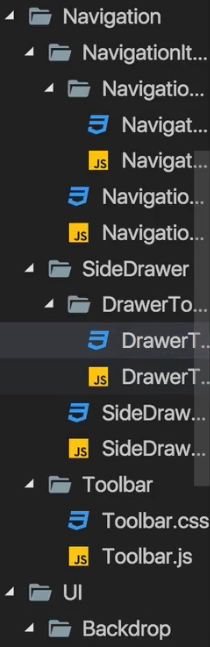 Navigation
NavigationIt...
Navigatio...
Navigat...
JS Navigat...
Navigatio...
JS Navigatio...
SideDrawer
DrawerTo...
DrawerT...
JS DrawerT...
SideDraw...
JS SideDraw...
Toolbar
Toolbar.css
JS Toolbar.js
UI
Backdrop